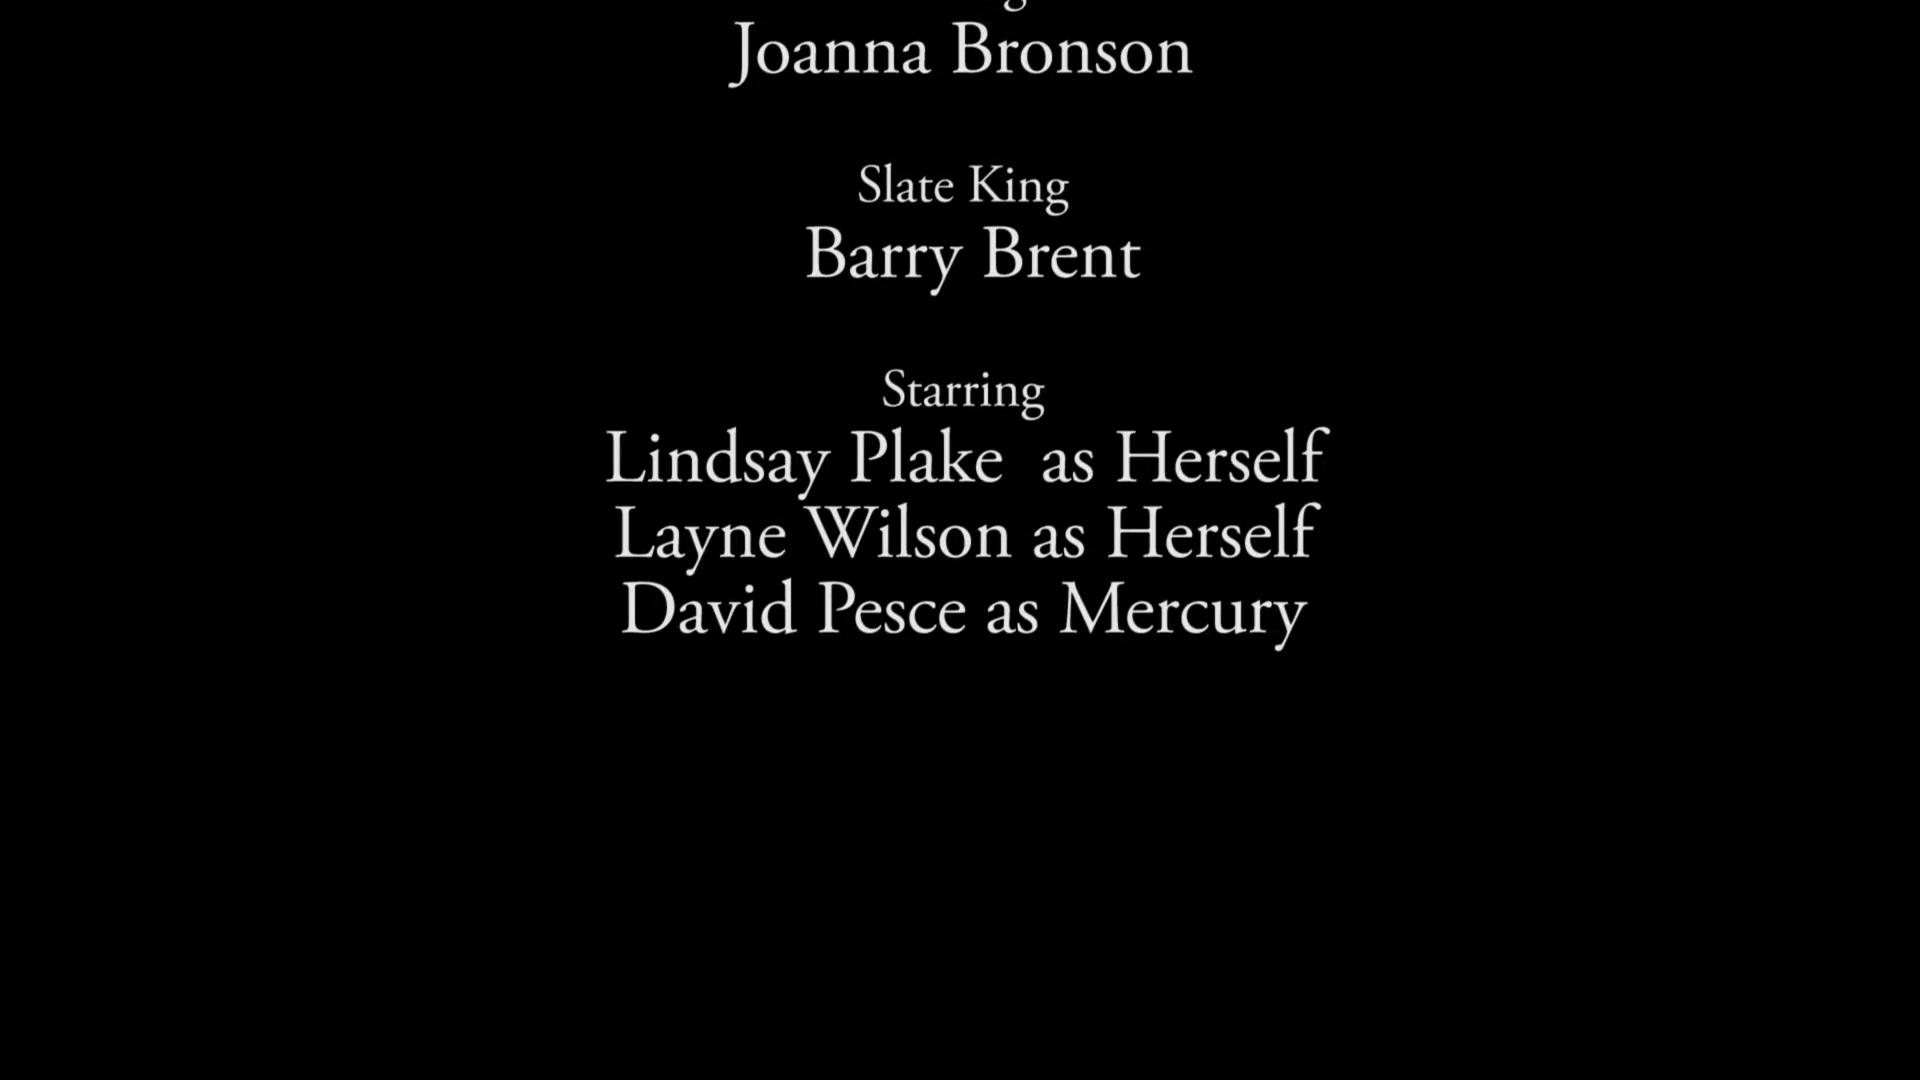 Joanna Bronson
Slate King
Barry Brent
Starring
Lindsay Plake  as Herself
Layne Wilson as Herself
David Pesce as Mercury